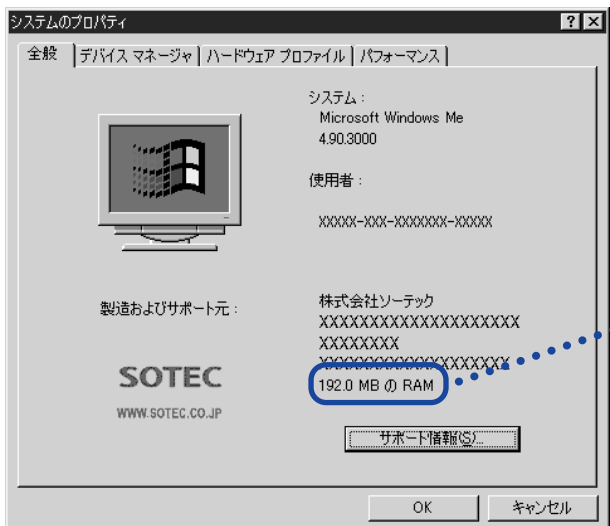 システムのプロパティ
全般 デバイス マネージャ ハードウェア プロファイル パフォーマンス
システム :
Microsoft Windows Me
4.90.3000
使用者 :
XXXXX-XXX-XXXXXXX-XXXXX
製造およびサポート元 :
株式会社ソーテック
XXXXXXXXXXXXXXXXXXXX
XXXXXXXX
XXXXXXXXXXXXXXXXXXX
192.0 MB の RAM
SOTEC
WWW.SOTEC.CO.JP
サポート情報(S)...
OK キャンセル